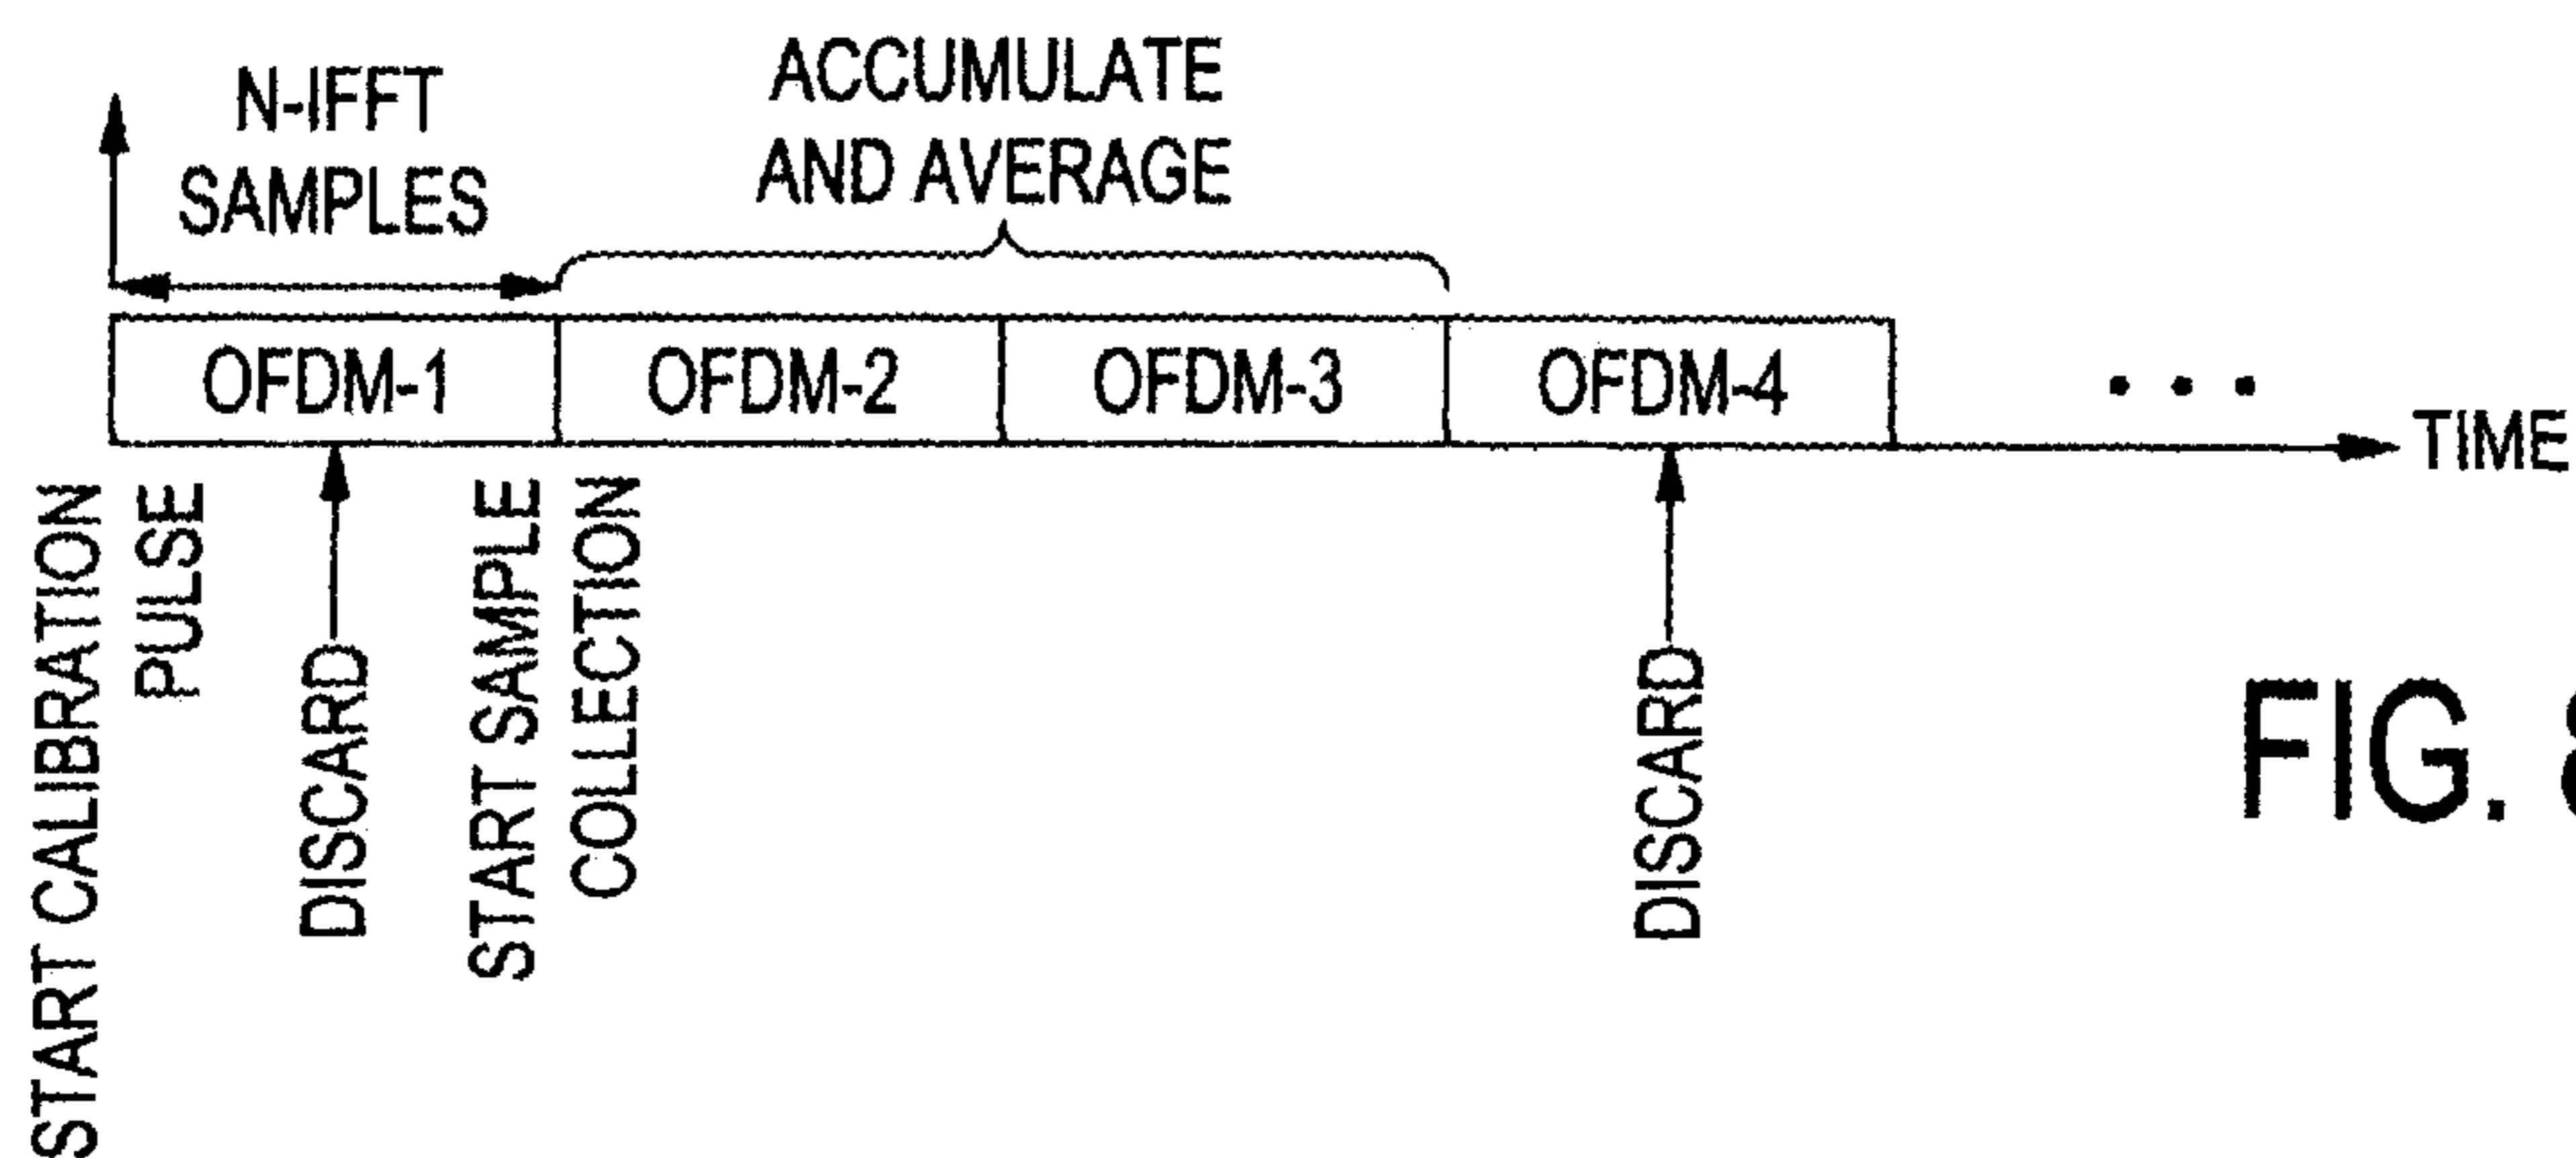 N-IFFT
SAMPLES
ACCUMULATE
AND AVERAGE
OFDM-1
OFDM-2
OFDM-3
OFDM-4
• • •
TIME
START CALIBRATION
PULSE
DISCARD
START SAMPLE
COLLECTION
DISCARD
FIG.